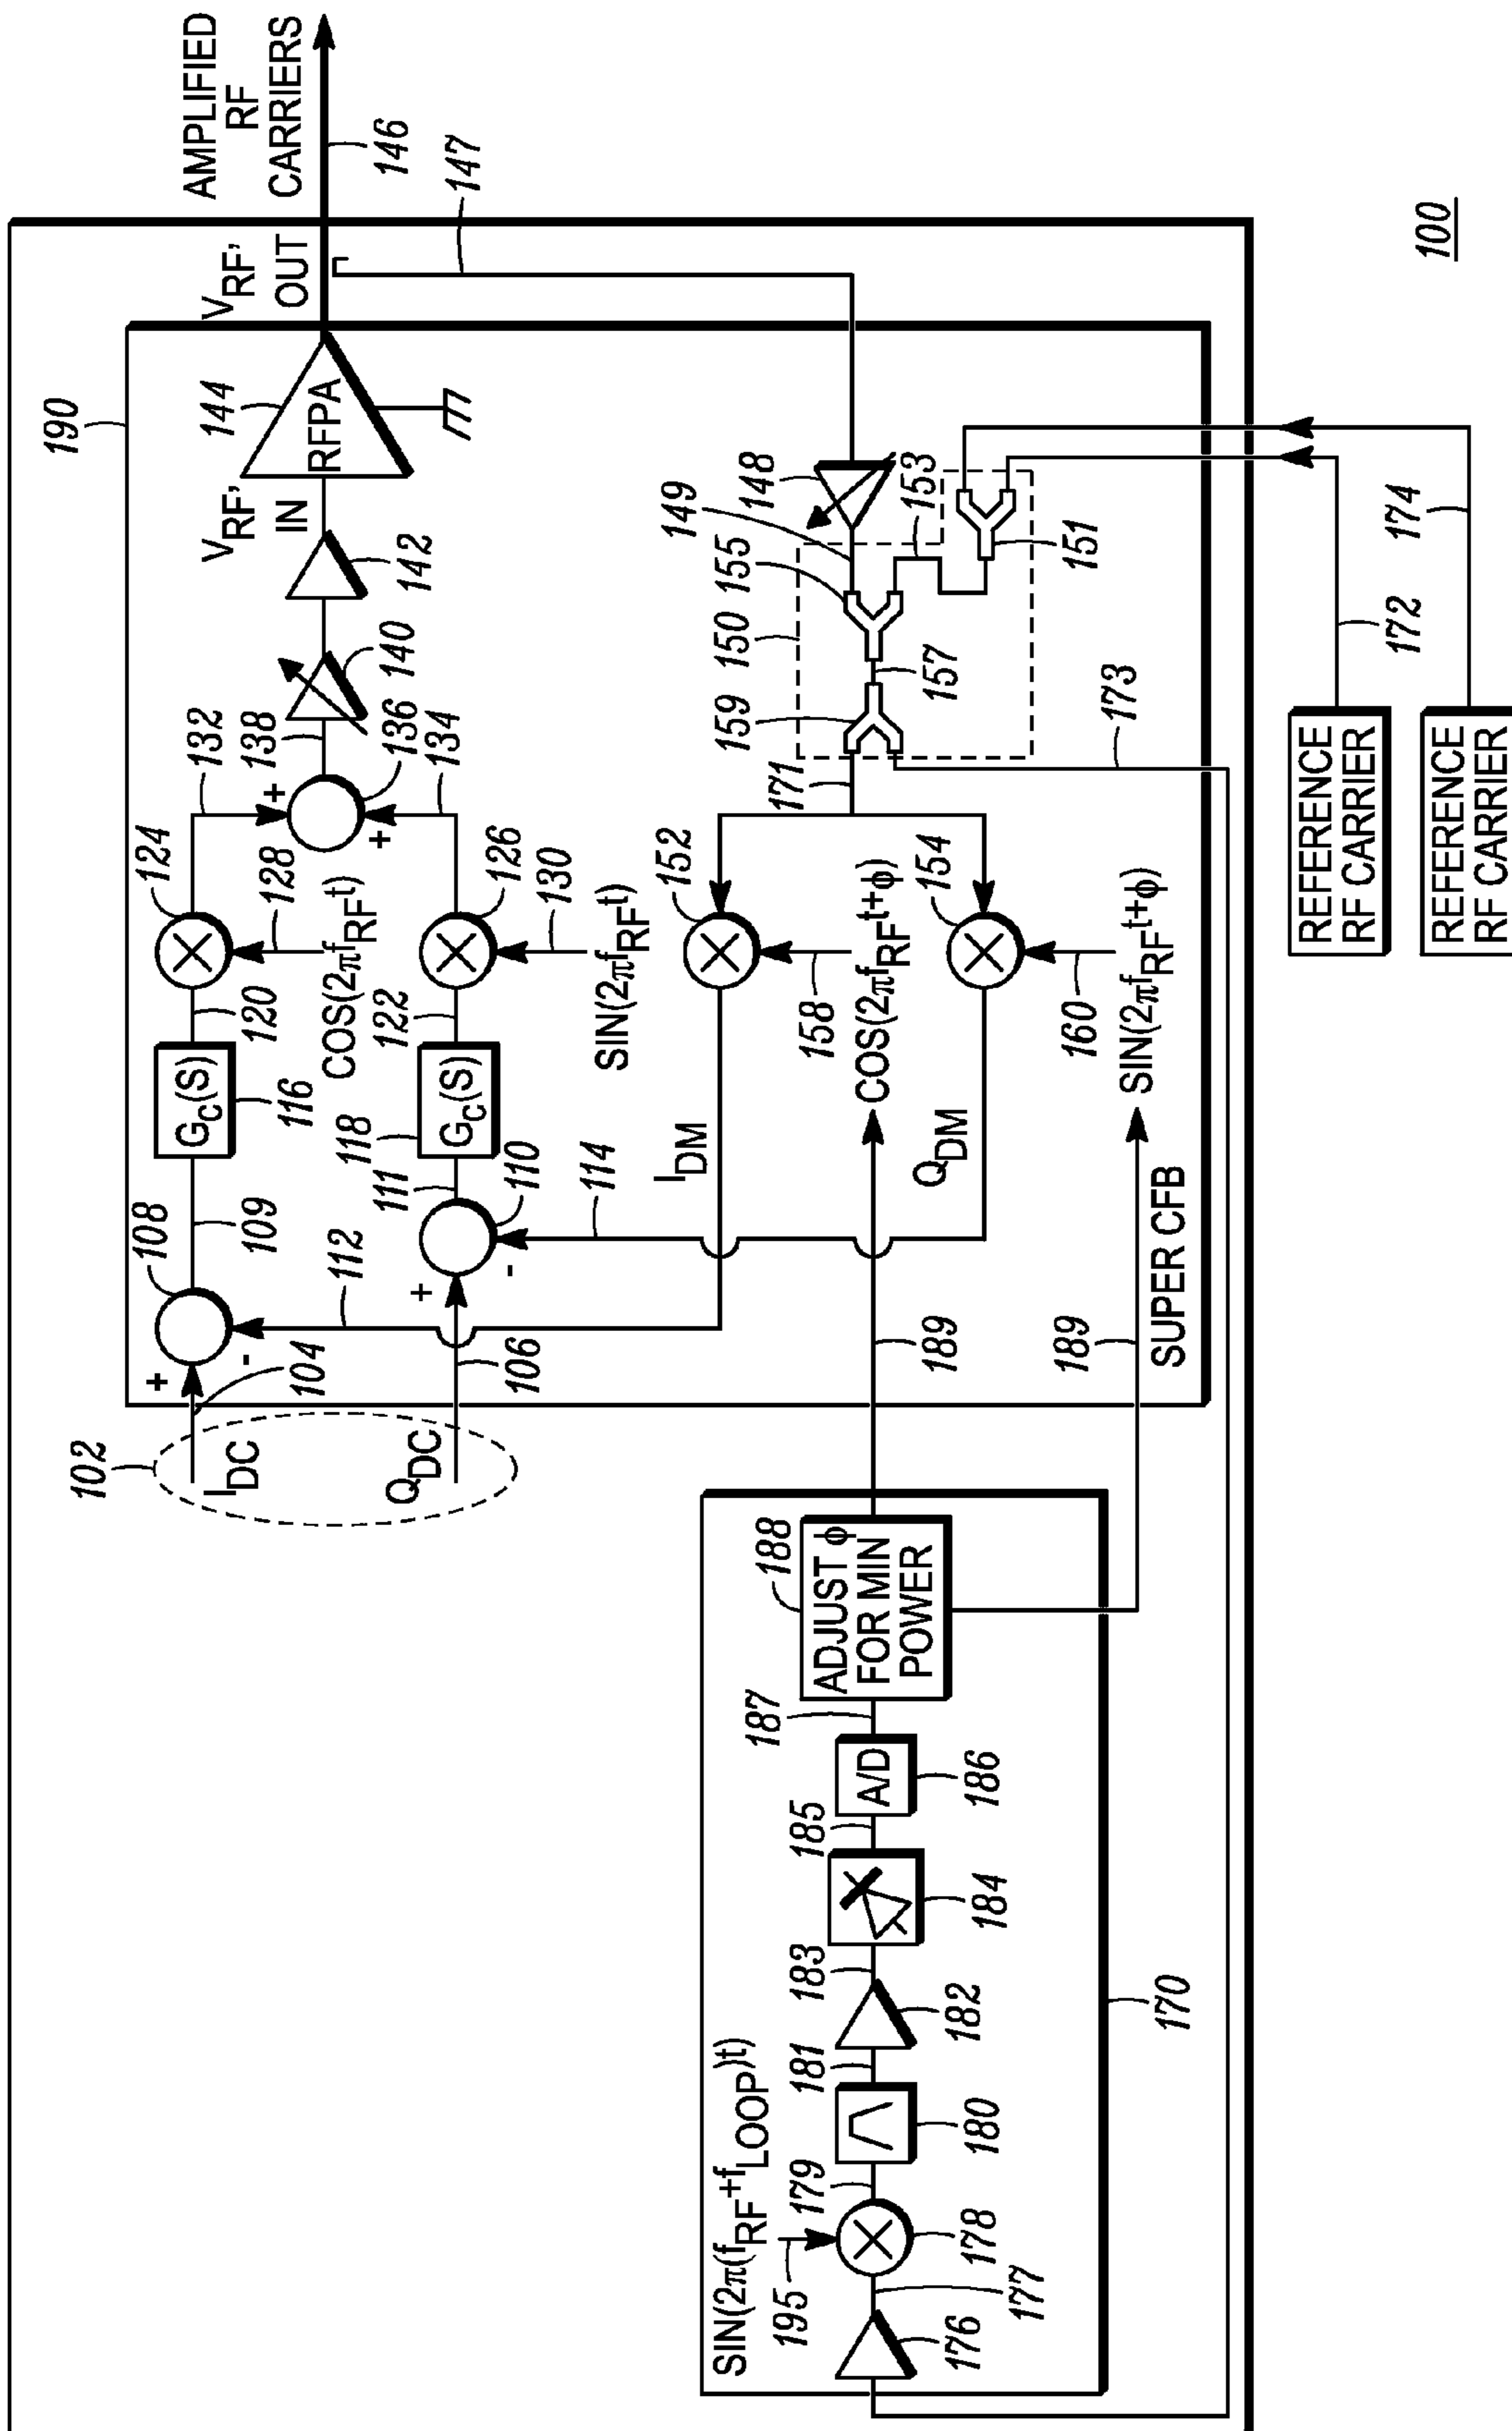 AMPLIFIED
RF
CARRIERS
146
147
V_RF'
OUT
190
144
RFPA
V_RF'
IN
142
140
138
132
136
134
+
+
124
128
COS(2πf_RF t)
126
130
SIN(2πf_RF t)
120
122
G_C(S)
116
G_C(S)
118
111
110
109
108
112
114
+
-
+
-
104
106
102
I_DC
Q_DC
148
149
153
155
150
151
157
159
171
173
152
154
158
COS(2πf_RF t+ϕ)
160
SIN(2πf_RF t+ϕ)
I_DM
Q_DM
189
189
SUPER CFB
172
174
REFERENCE
RF CARRIER
REFERENCE
RF CARRIER
100
188
ADJUST ϕ
FOR MIN
POWER
187
A/D
186
185
184
183
182
181
180
179
178
177
176
195
SIN(2π(f_RF+f_LOOP)t)
170